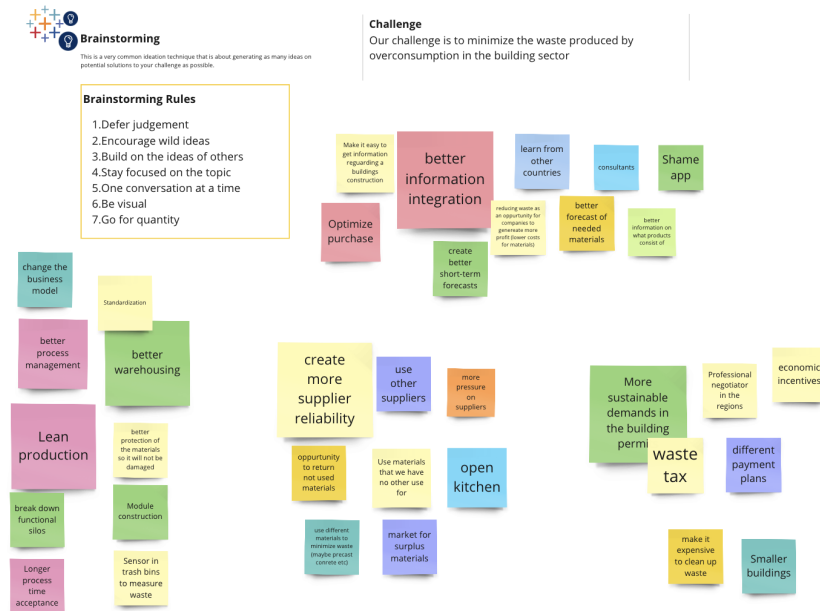 Brainstorming
This is a very common ideation technique that is about generating as many ideas on
potential solutions to your challenge as possible.
Challenge
Our challenge is to minimize the waste produced by
overconsumption in the building sector
Brainstorming Rules
1.Defer judgement
2.Encourage wild ideas
3.Build on the ideas of others
4.Stay focused on the topic
5.One conversation at a time
6.Be visual
7.Go for quantity
Make it easy to
get information
reguarding a
buildings
construction
better
information
integration
learn from
other
countries
consultants
Shame
app
Optimize
purchase
reducing waste as
an oppurtunity for
companies to
genereate more
profit (lower costs
for materials)
better
forecast of
needed
materials
better
information on
what products
consist of
create
better
short-term
forecasts
change the
business
model
Standardization
better
process
management
better
warehousing
Lean
production
better
protection of
the materials
so it will not be
damaged
break down
functional
silos
Module
construction
Longer
process
time
acceptance
Sensor in
trash bins
to measure
waste
create
more
supplier
reliability
use
other
suppliers
more
pressure
on
suppliers
oppurtunity
to return
not used
materials
Use materials
that we have
no other use
for
open
kitchen
use different
materials to
minimize waste
(maybe precast
conrete etc)
market for
surplus
materials
More
sustainable
demands in
the building
permi
Professional
negotiator
in the
regions
economic
incentives
waste
tax
different
payment
plans
make it
expensive
to clean up
waste
Smaller
buildings